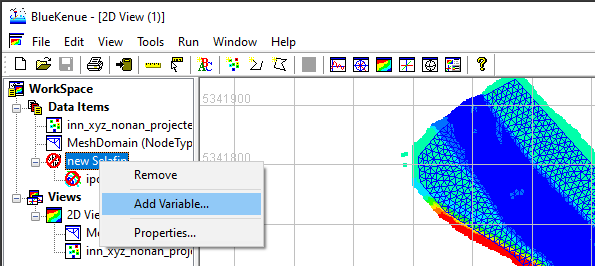 BlueKenue - [2D View (1)]
File Edit View Tools Run Window Help
WorkSpace
Data Items
inn_xyz_nonan_projecte
MeshDomain (NodeTyp
new Selafin
ipo
Views
2D Vie
Me
inn_xyz_nonan_proj
Remove
Add Variable...
Properties...
5341900
5341800